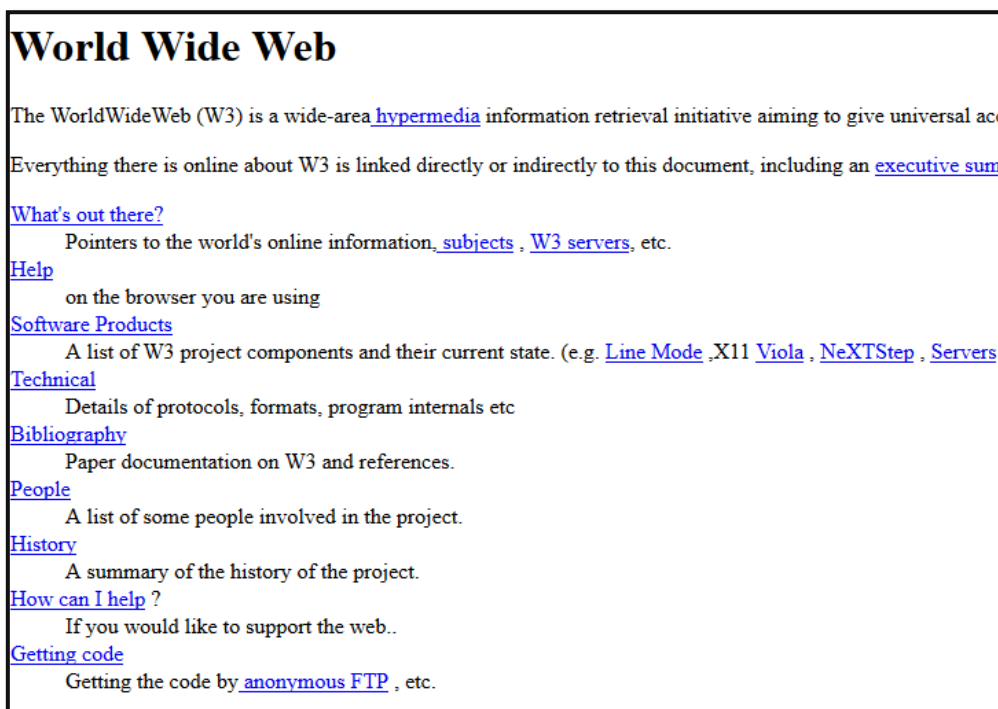 World Wide Web
The WorldWideWeb (W3) is a wide-area hypermedia information retrieval initiative aiming to give universal
Everything there is online about W3 is linked directly or indirectly to this document, including an executive
What's out there?
Pointers to the world's online information, subjects , W3 servers, etc.
Help
on the browser you are using
Software Products
A list of W3 project components and their current state. (e.g. Line Mode ,X11 Viola , NeXTStep , Servers
Technical
Details of protocols, formats, program internals etc
Bibliography
Paper documentation on W3 and references.
People
A list of some people involved in the project.
History
A summary of the history of the project.
How can I help ?
If you would like to support the web..
Getting code
Getting the code by anonymous FTP , etc.